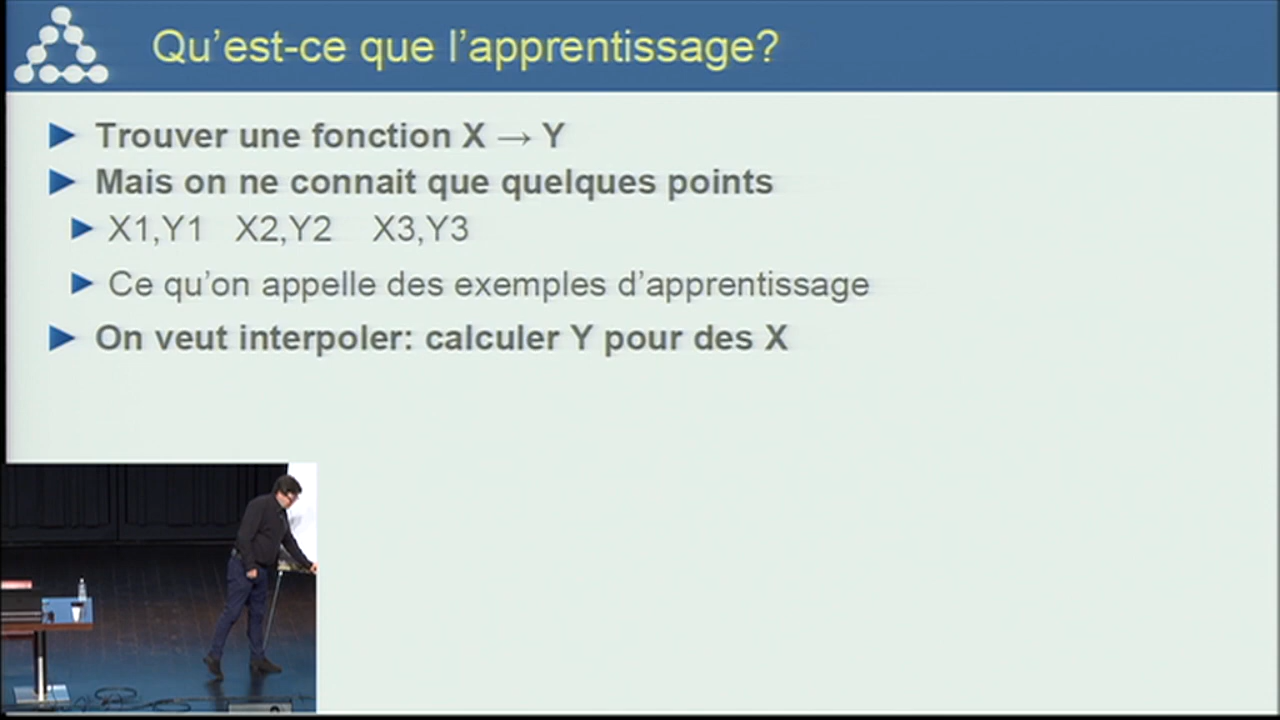 Qu’est-ce que l’apprentissage?
Trouver une fonction X → Y
Mais on ne connait que quelques points
X1,Y1 X2,Y2 X3,Y3
Ce qu’on appelle des exemples d’apprentissage
On veut interpoler: calculer Y pour des X